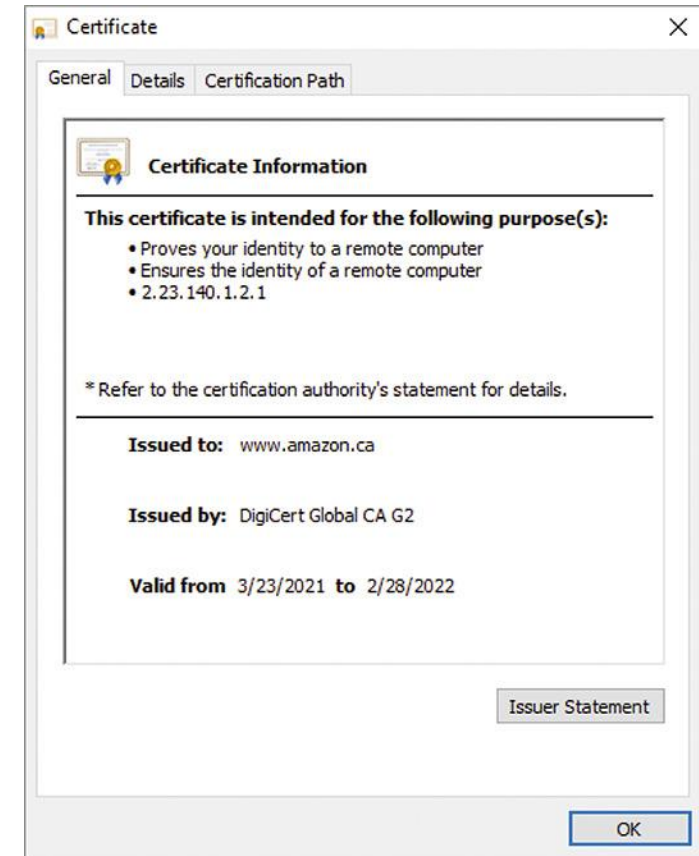 Certificate
General Details Certification Path
Certificate Information
This certificate is intended for the following purpose(s):
• Proves your identity to a remote computer
• Ensures the identity of a remote computer
• 2.23.140.1.2.1
* Refer to the certification authority's statement for details.
Issued to: www.amazon.ca
Issued by: DigiCert Global CA G2
Valid from 3/23/2021 to 2/28/2022
Issuer Statement
OK